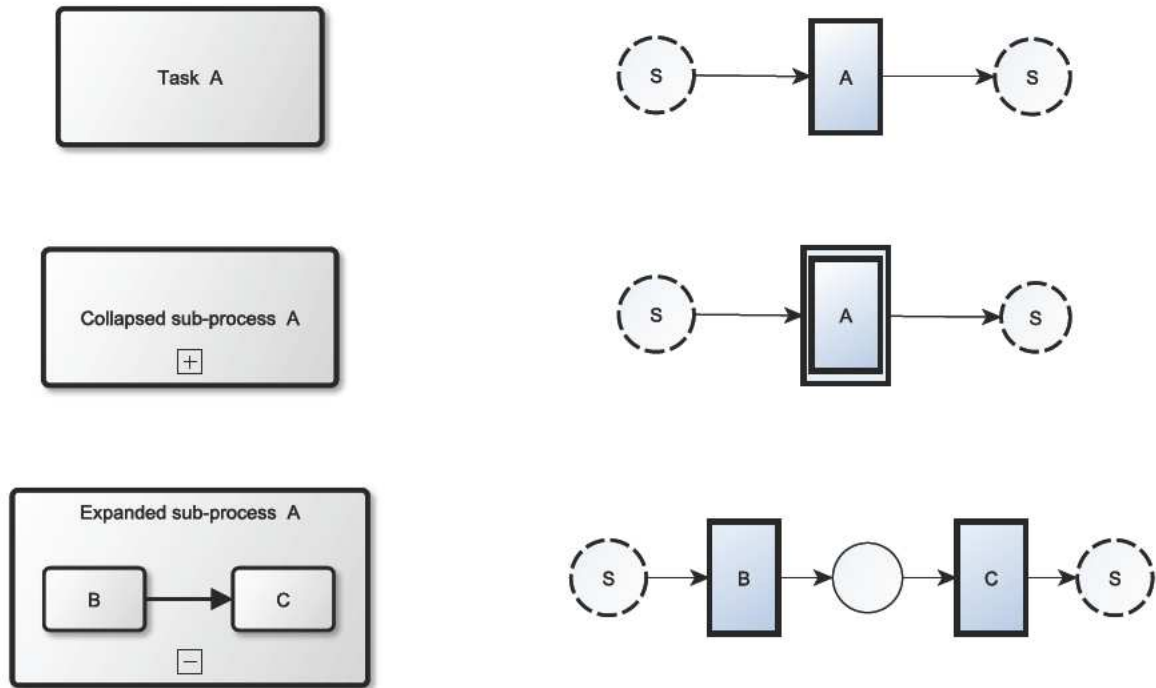 Task A
S A S
Collapsed sub-process A
S A S
Expanded sub-process A
B C
S B C S